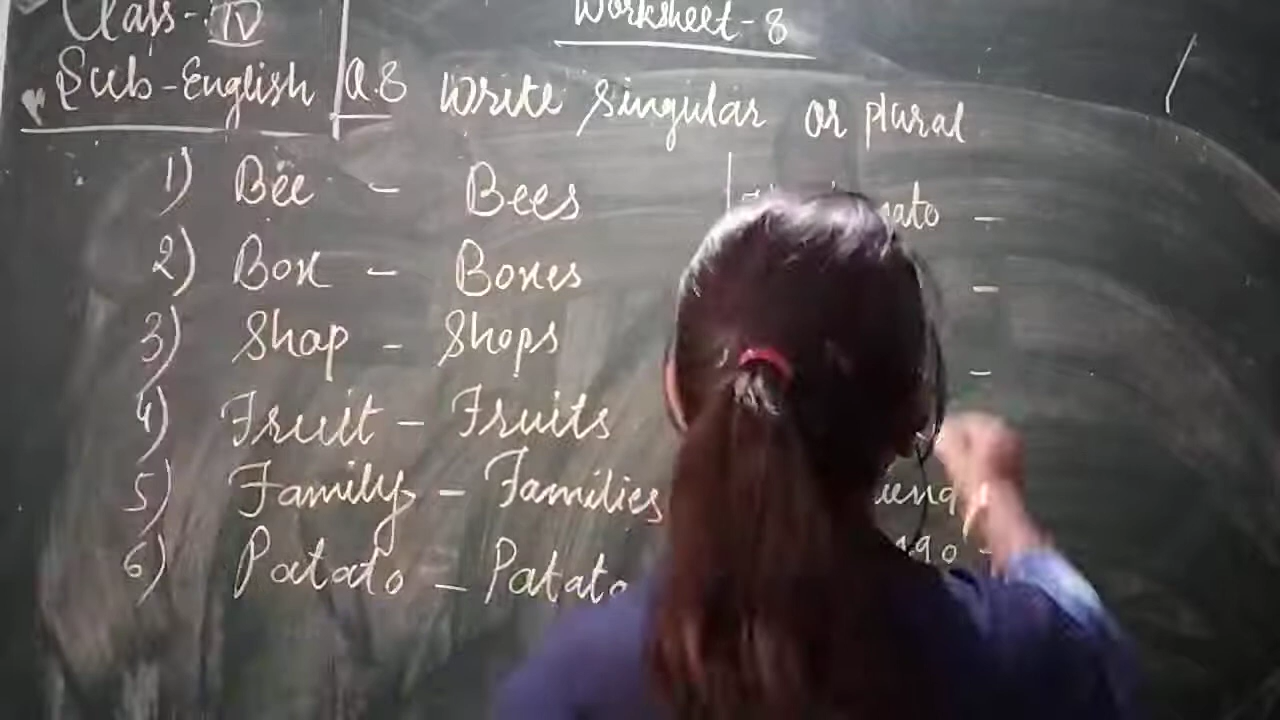 Class - IV
Worksheet - 8
Sub - English
Q.8 Write singular or plural
1) Bee - Bees
2) Box - Boxes
3) Shop - Shops
4) Fruit - Fruits
5) Family - Families
6) Patato - Patato
-
-
-
-